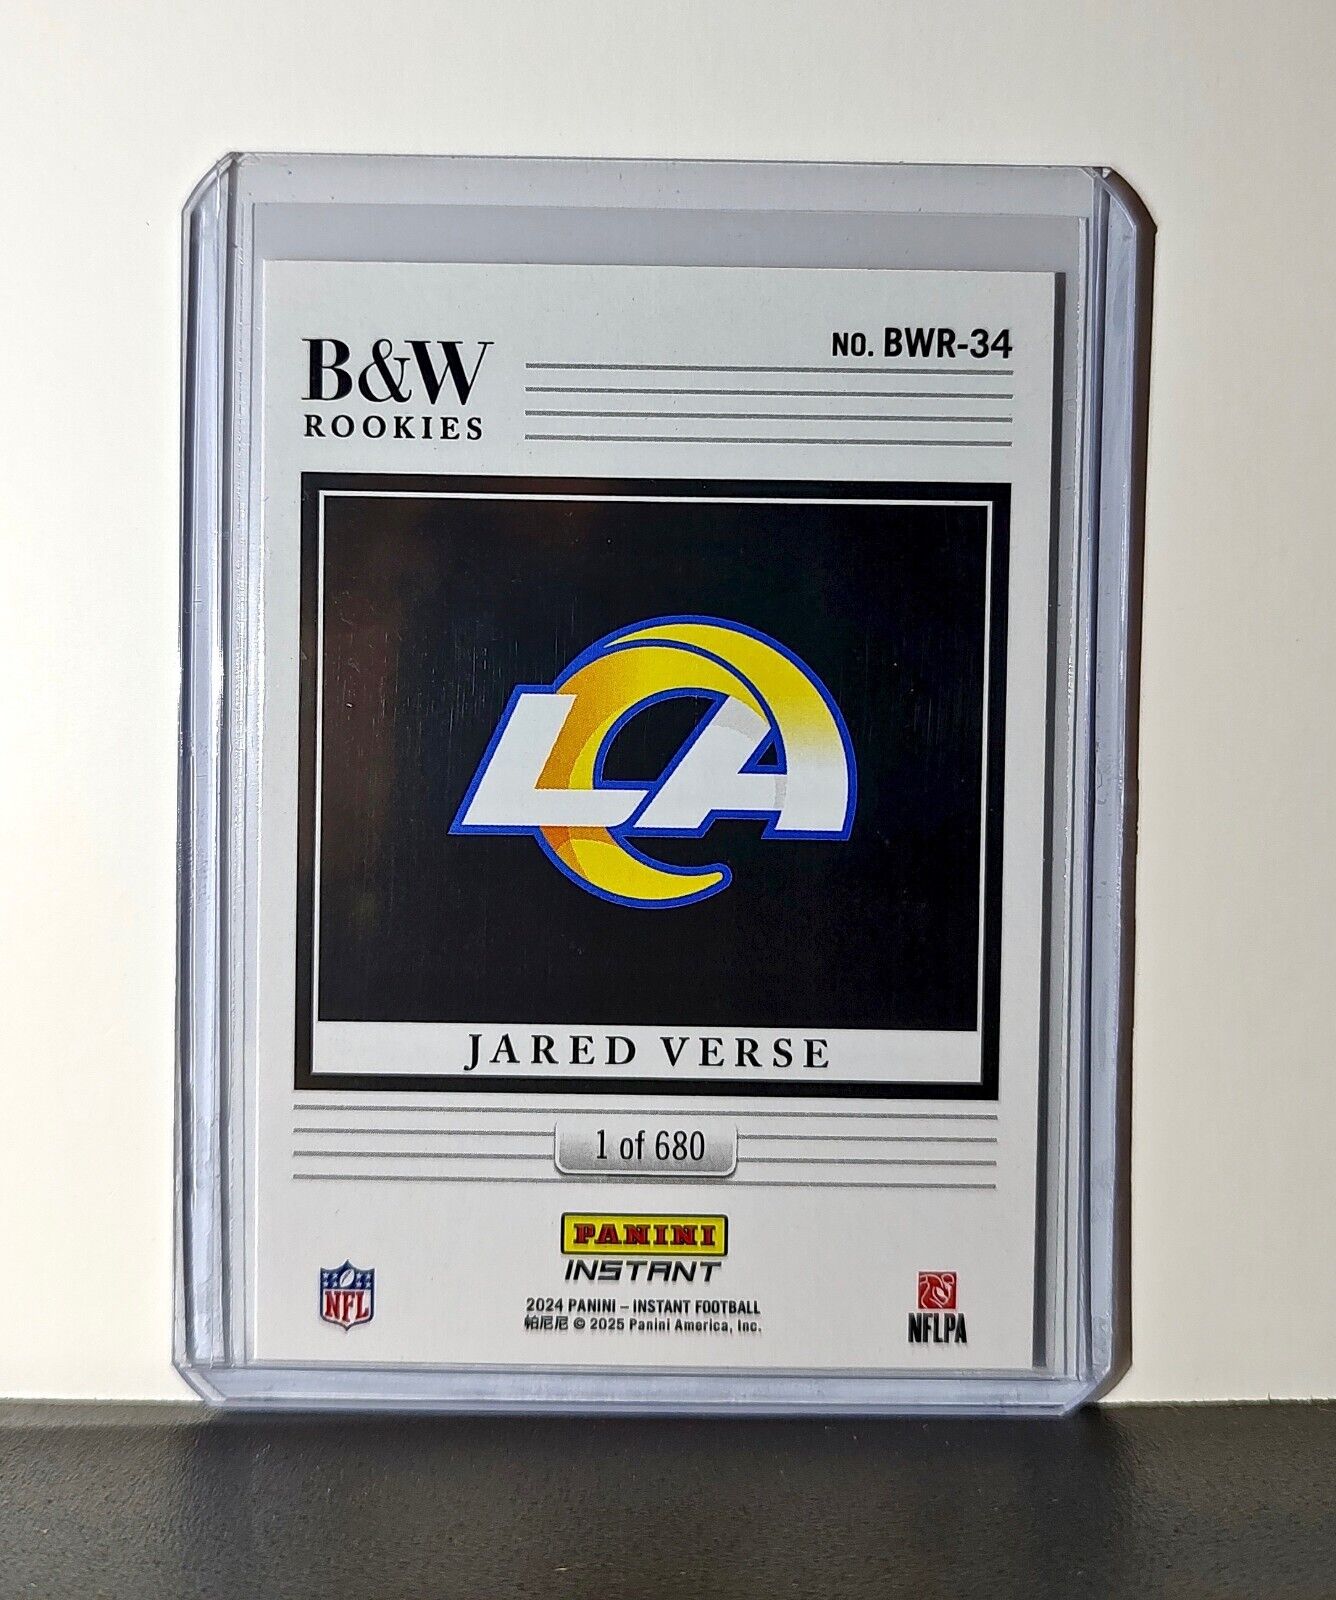 B&W
ROOKIES
NO. BWR-34
LA
JARED VERSE
1 of 680
PANINI
INSTANT
NFL
2024 PANINI – INSTANT FOOTBALL
帕尼尼 © 2025 Panini America, Inc.
NFLPA